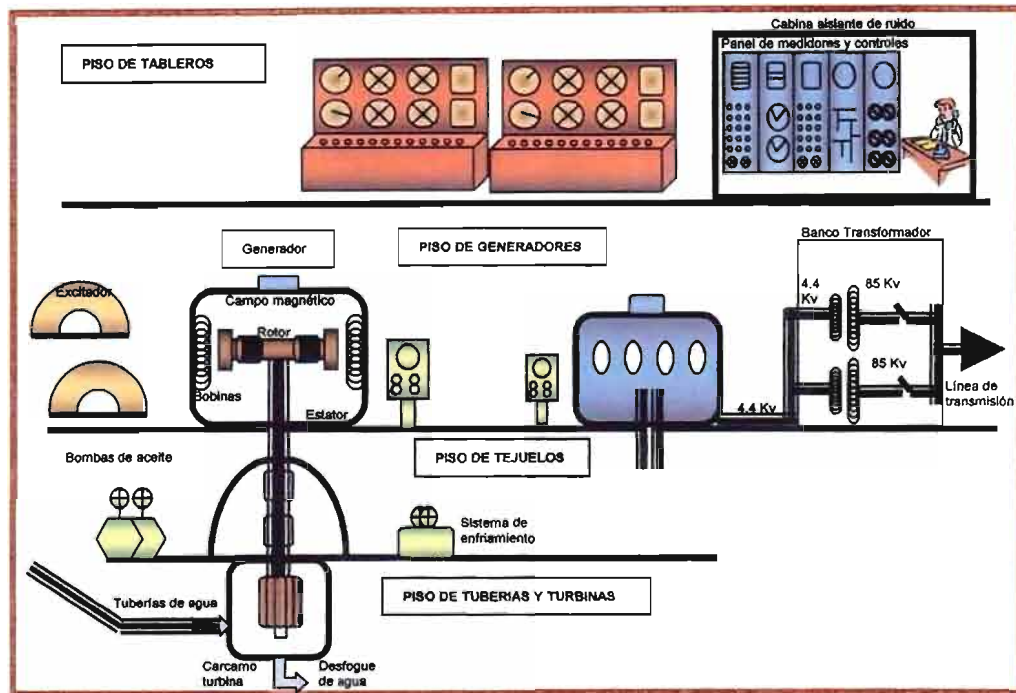 Cabina aislante de ruido
Panel de medidores y controles
PISO DE TABLEROS
PISO DE GENERADORES
Banco Transformador
Generador
Excitador
Campo magnético
Rotor
Bobinas
Estator
4.4
Kv
85 Kv
85 Kv
4.4 Kv
Línea de
transmisión
Bombas de aceite
PISO DE TEJUELOS
Sistema de
enfriamiento
Tuberías de agua
PISO DE TUBERIAS Y TURBINAS
Carcamo
turbina
Desfogue
de agua